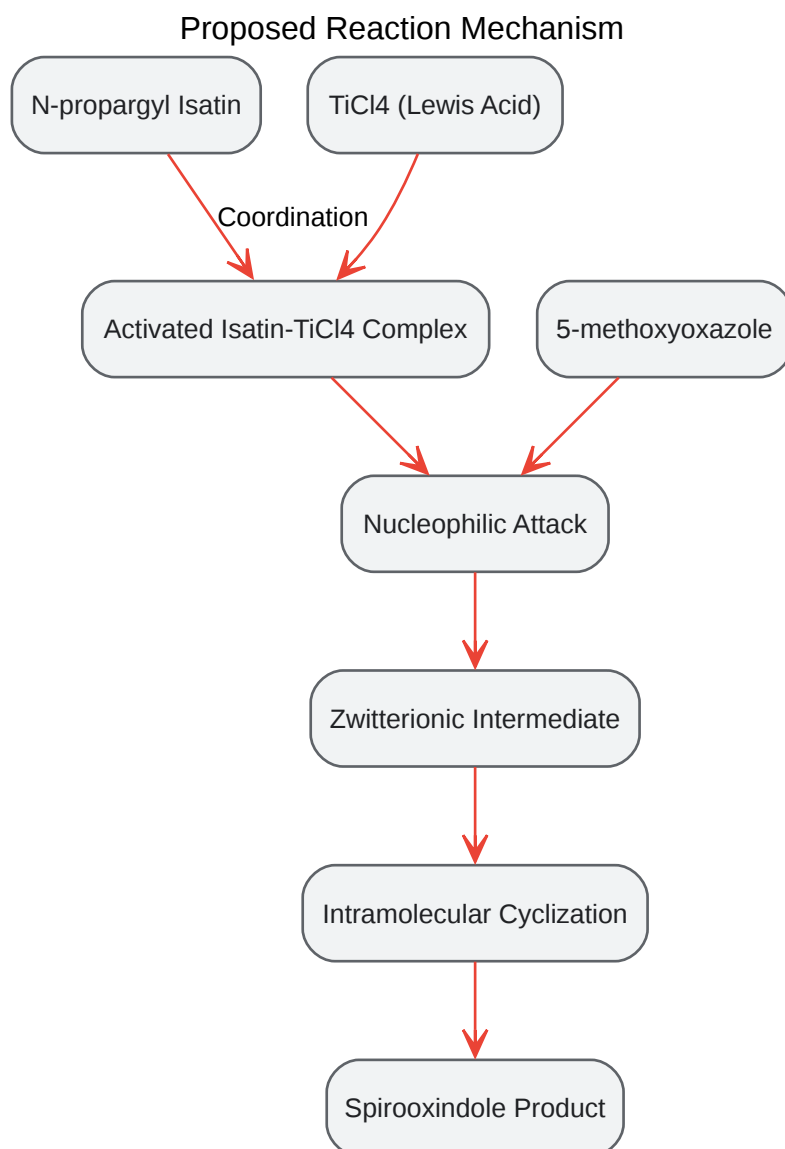 Proposed Reaction Mechanism
N-propargyl Isatin
TiCl4 (Lewis Acid)
Coordination
Activated Isatin-TiCl4 Complex
5-methoxyoxazole
Nucleophilic Attack
Zwitterionic Intermediate
Intramolecular Cyclization
Spirooxindole Product